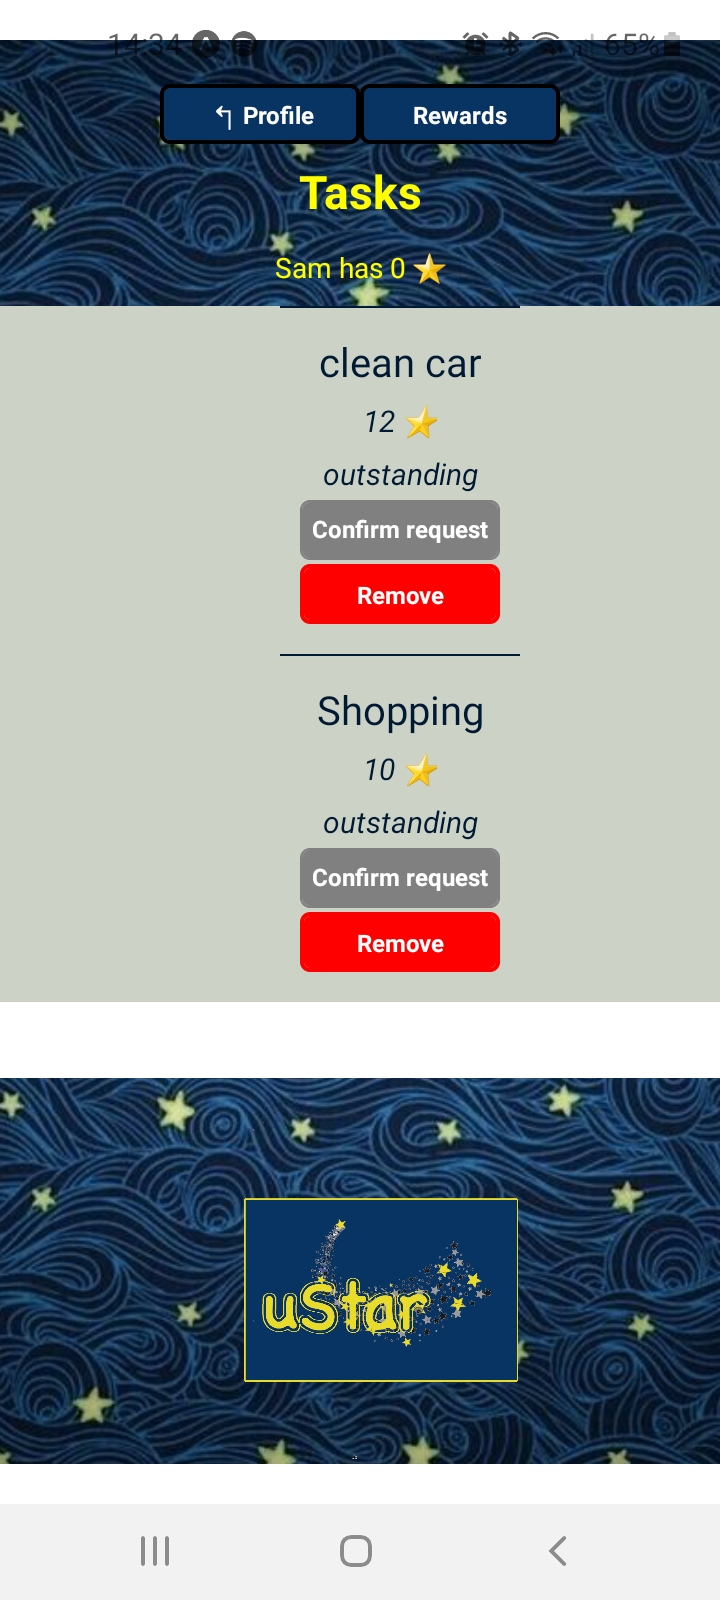 14:34 65%
↰ Profile Rewards
Tasks
Sam has 0 ⭐
clean car
12 ⭐
outstanding
Confirm request
Remove
Shopping
10 ⭐
outstanding
Confirm request
Remove
uStar